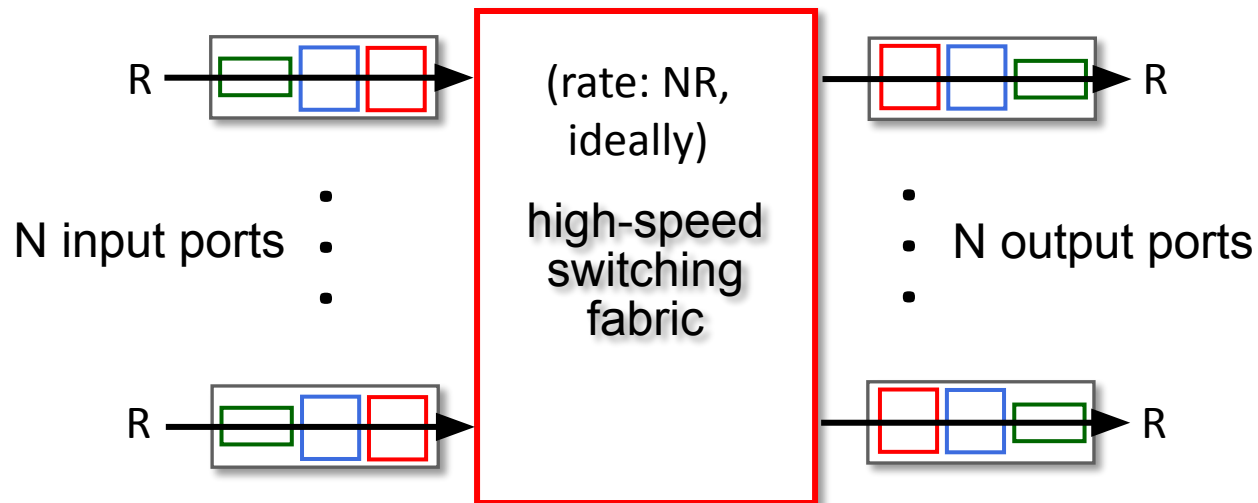 R
(rate: NR,
ideally)
R
N input ports
high-speed
switching
fabric
N output ports
R
R